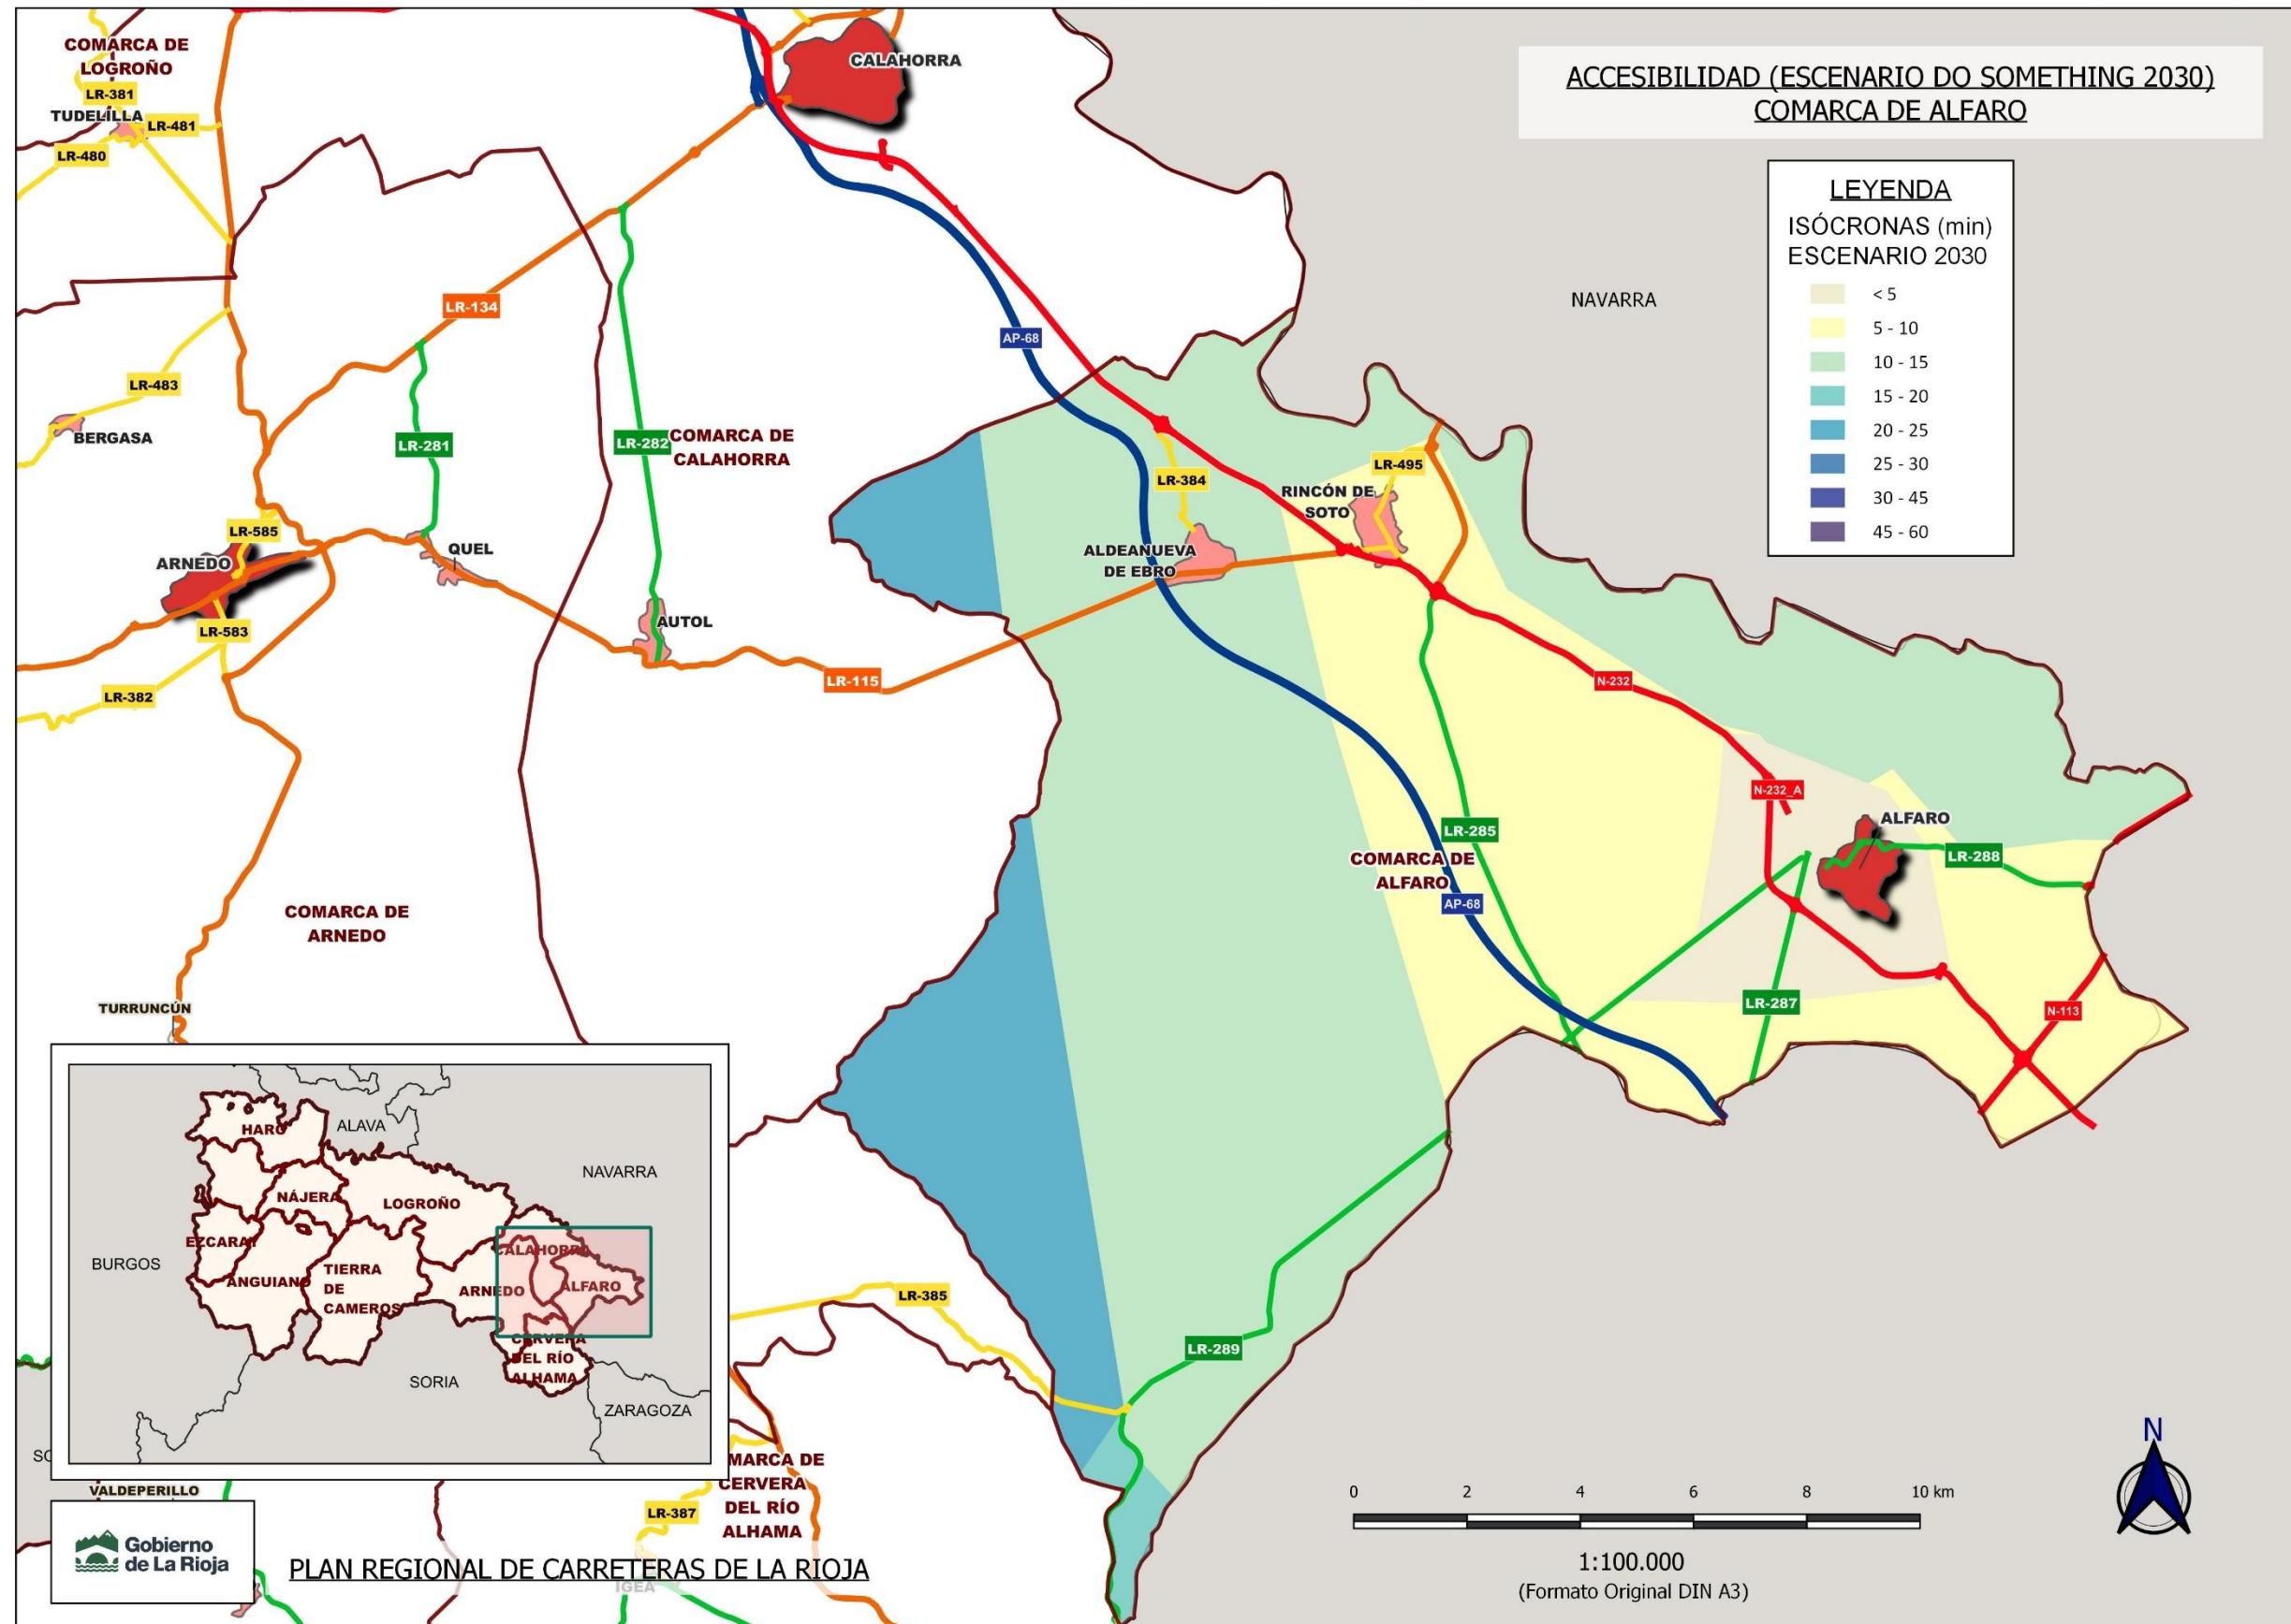 ACCESIBILIDAD (ESCENARIO DO SOMETHING 2030)
COMARCA DE ALFARO
LEYENDA
ISÓCRONAS (min)
ESCENARIO 2030
< 5
5 - 10
10 - 15
15 - 20
20 - 25
25 - 30
30 - 45
45 - 60
COMARCA DE
LOGROÑO
LR-381
TUDELILLA
LR-481
LR-480
CALAHORRA
NAVARRA
LR-134
AP-68
LR-483
BERGASA
LR-281
LR-282
COMARCA DE
CALAHORRA
LR-384
LR-495
RINCÓN DE
SOTO
LR-585
ARNEDO
QUEL
ALDEANUEVA
DE EBRO
LR-583
AUTOL
LR-382
LR-115
N-232
N-232_A
ALFARO
LR-285
LR-288
COMARCA DE
ALFARO
AP-68
COMARCA DE
ARNEDO
LR-287
N-113
TURRUNCÚN
HARO
ALAVA
NAVARRA
NÁJERA
LOGROÑO
EZCARAY
BURGOS
CALAHORRA
ANGUIANO
TIERRA
DE
CAMEROS
ARNEDO
ALFARO
CERVERA
DEL RÍO
ALHAMA
SORIA
ZARAGOZA
SO
LR-385
LR-289
MARCA DE
CERVERA
DEL RÍO
ALHAMA
VALDEPERILLO
LR-387
IGEA
Gobierno
de La Rioja
PLAN REGIONAL DE CARRETERAS DE LA RIOJA
0 2 4 6 8 10 km
1:100.000
(Formato Original DIN A3)
N